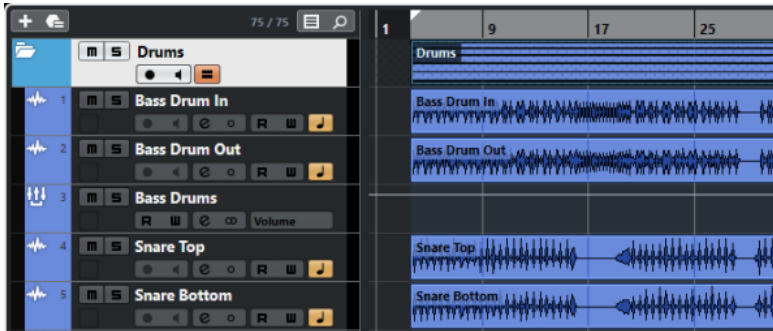 75 / 75
1 9 17 25
m S Drums
Drums
1 m S Bass Drum In
e R W
Bass Drum In
2 m S Bass Drum Out
e R W
Bass Drum Out
3 m S Bass Drums
R W e Volume
4 m S Snare Top
e R W
Snare Top
5 m S Snare Bottom
e R W
Snare Bottom